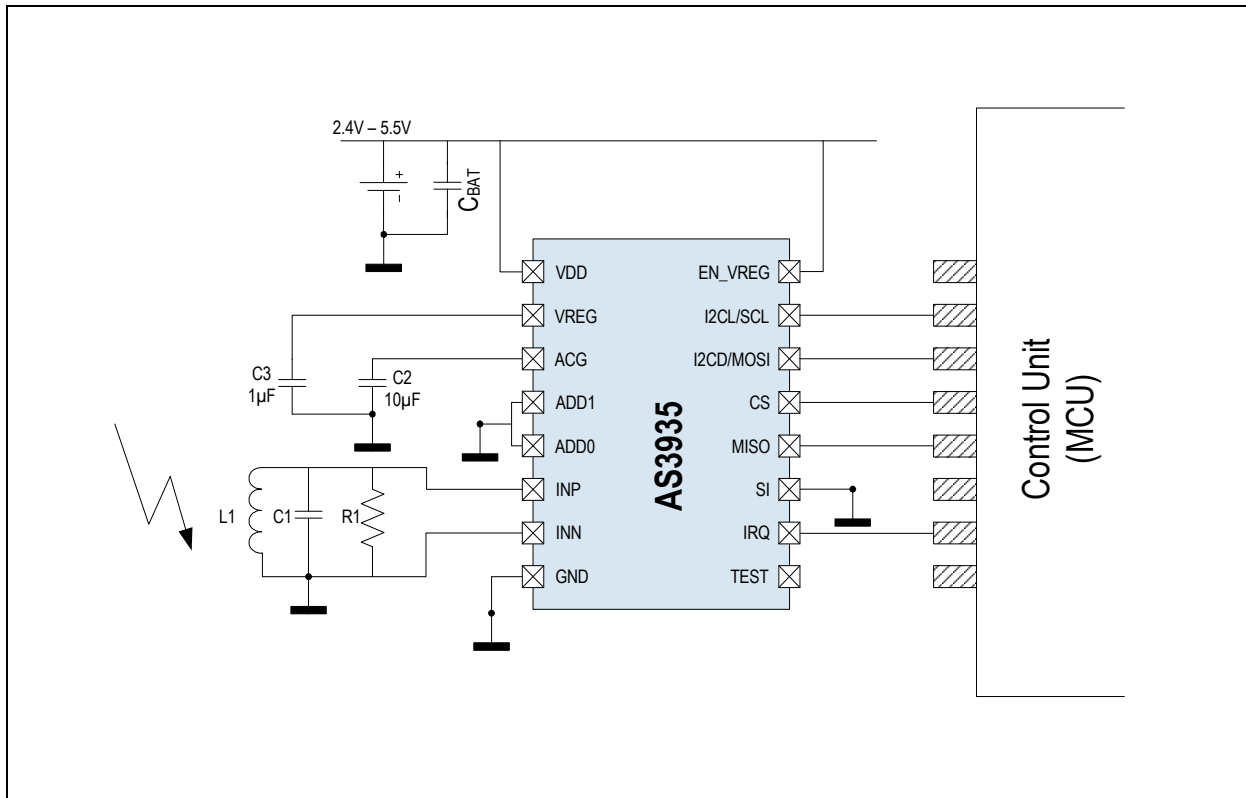 2.4V – 5.5V
+
-
CBAT
VDD
VREG
ACG
ADD1
ADD0
INP
INN
GND
AS3935
EN_VREG
I2CL/SCL
I2CD/MOSI
CS
MISO
SI
IRQ
TEST
C3
1µF
C2
10µF
L1
C1
R1
Control Unit
(MCU)